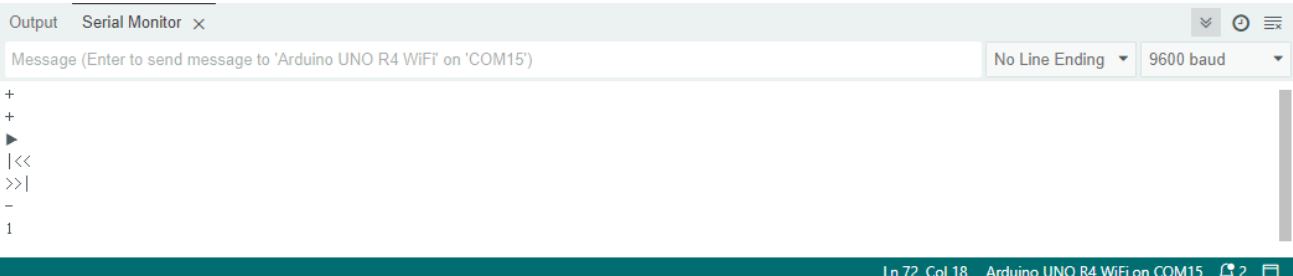 Output Serial Monitor ×
Message (Enter to send message to 'Arduino UNO R4 WiFi' on 'COM15')
No Line Ending 9600 baud
+
+
►
|<<
>>|
-
1
Ln 72, Col 18 Arduino UNO R4 WiFi on COM15 2